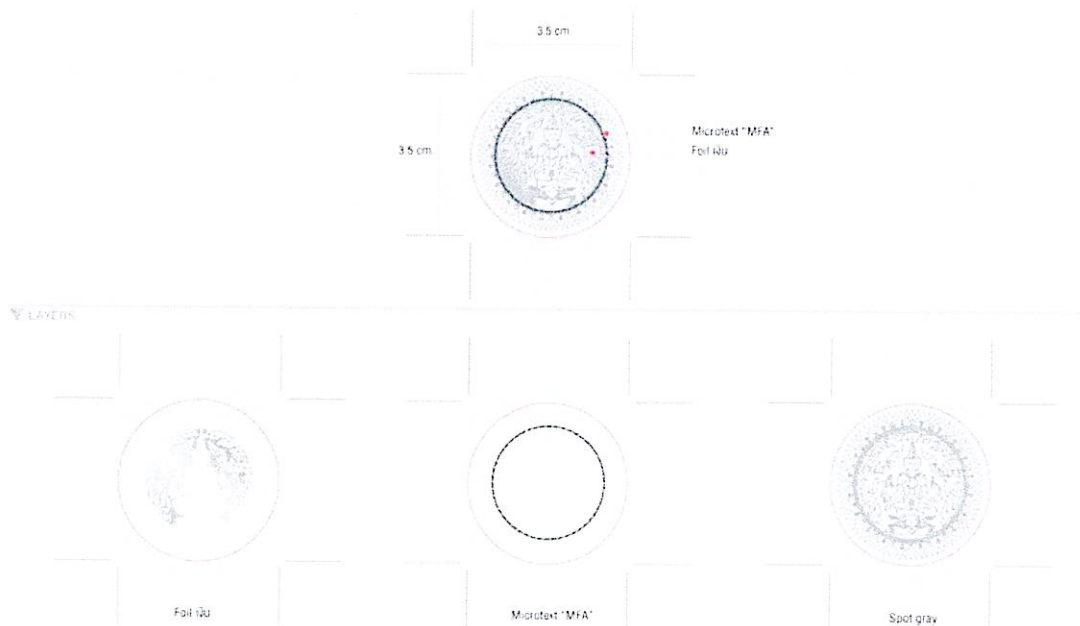 3.5 cm
3.5 cm
Microtext "MFA"
Foil เงิน
LAYERS
Foil เงิน
Microtext "MFA"
Spot gray